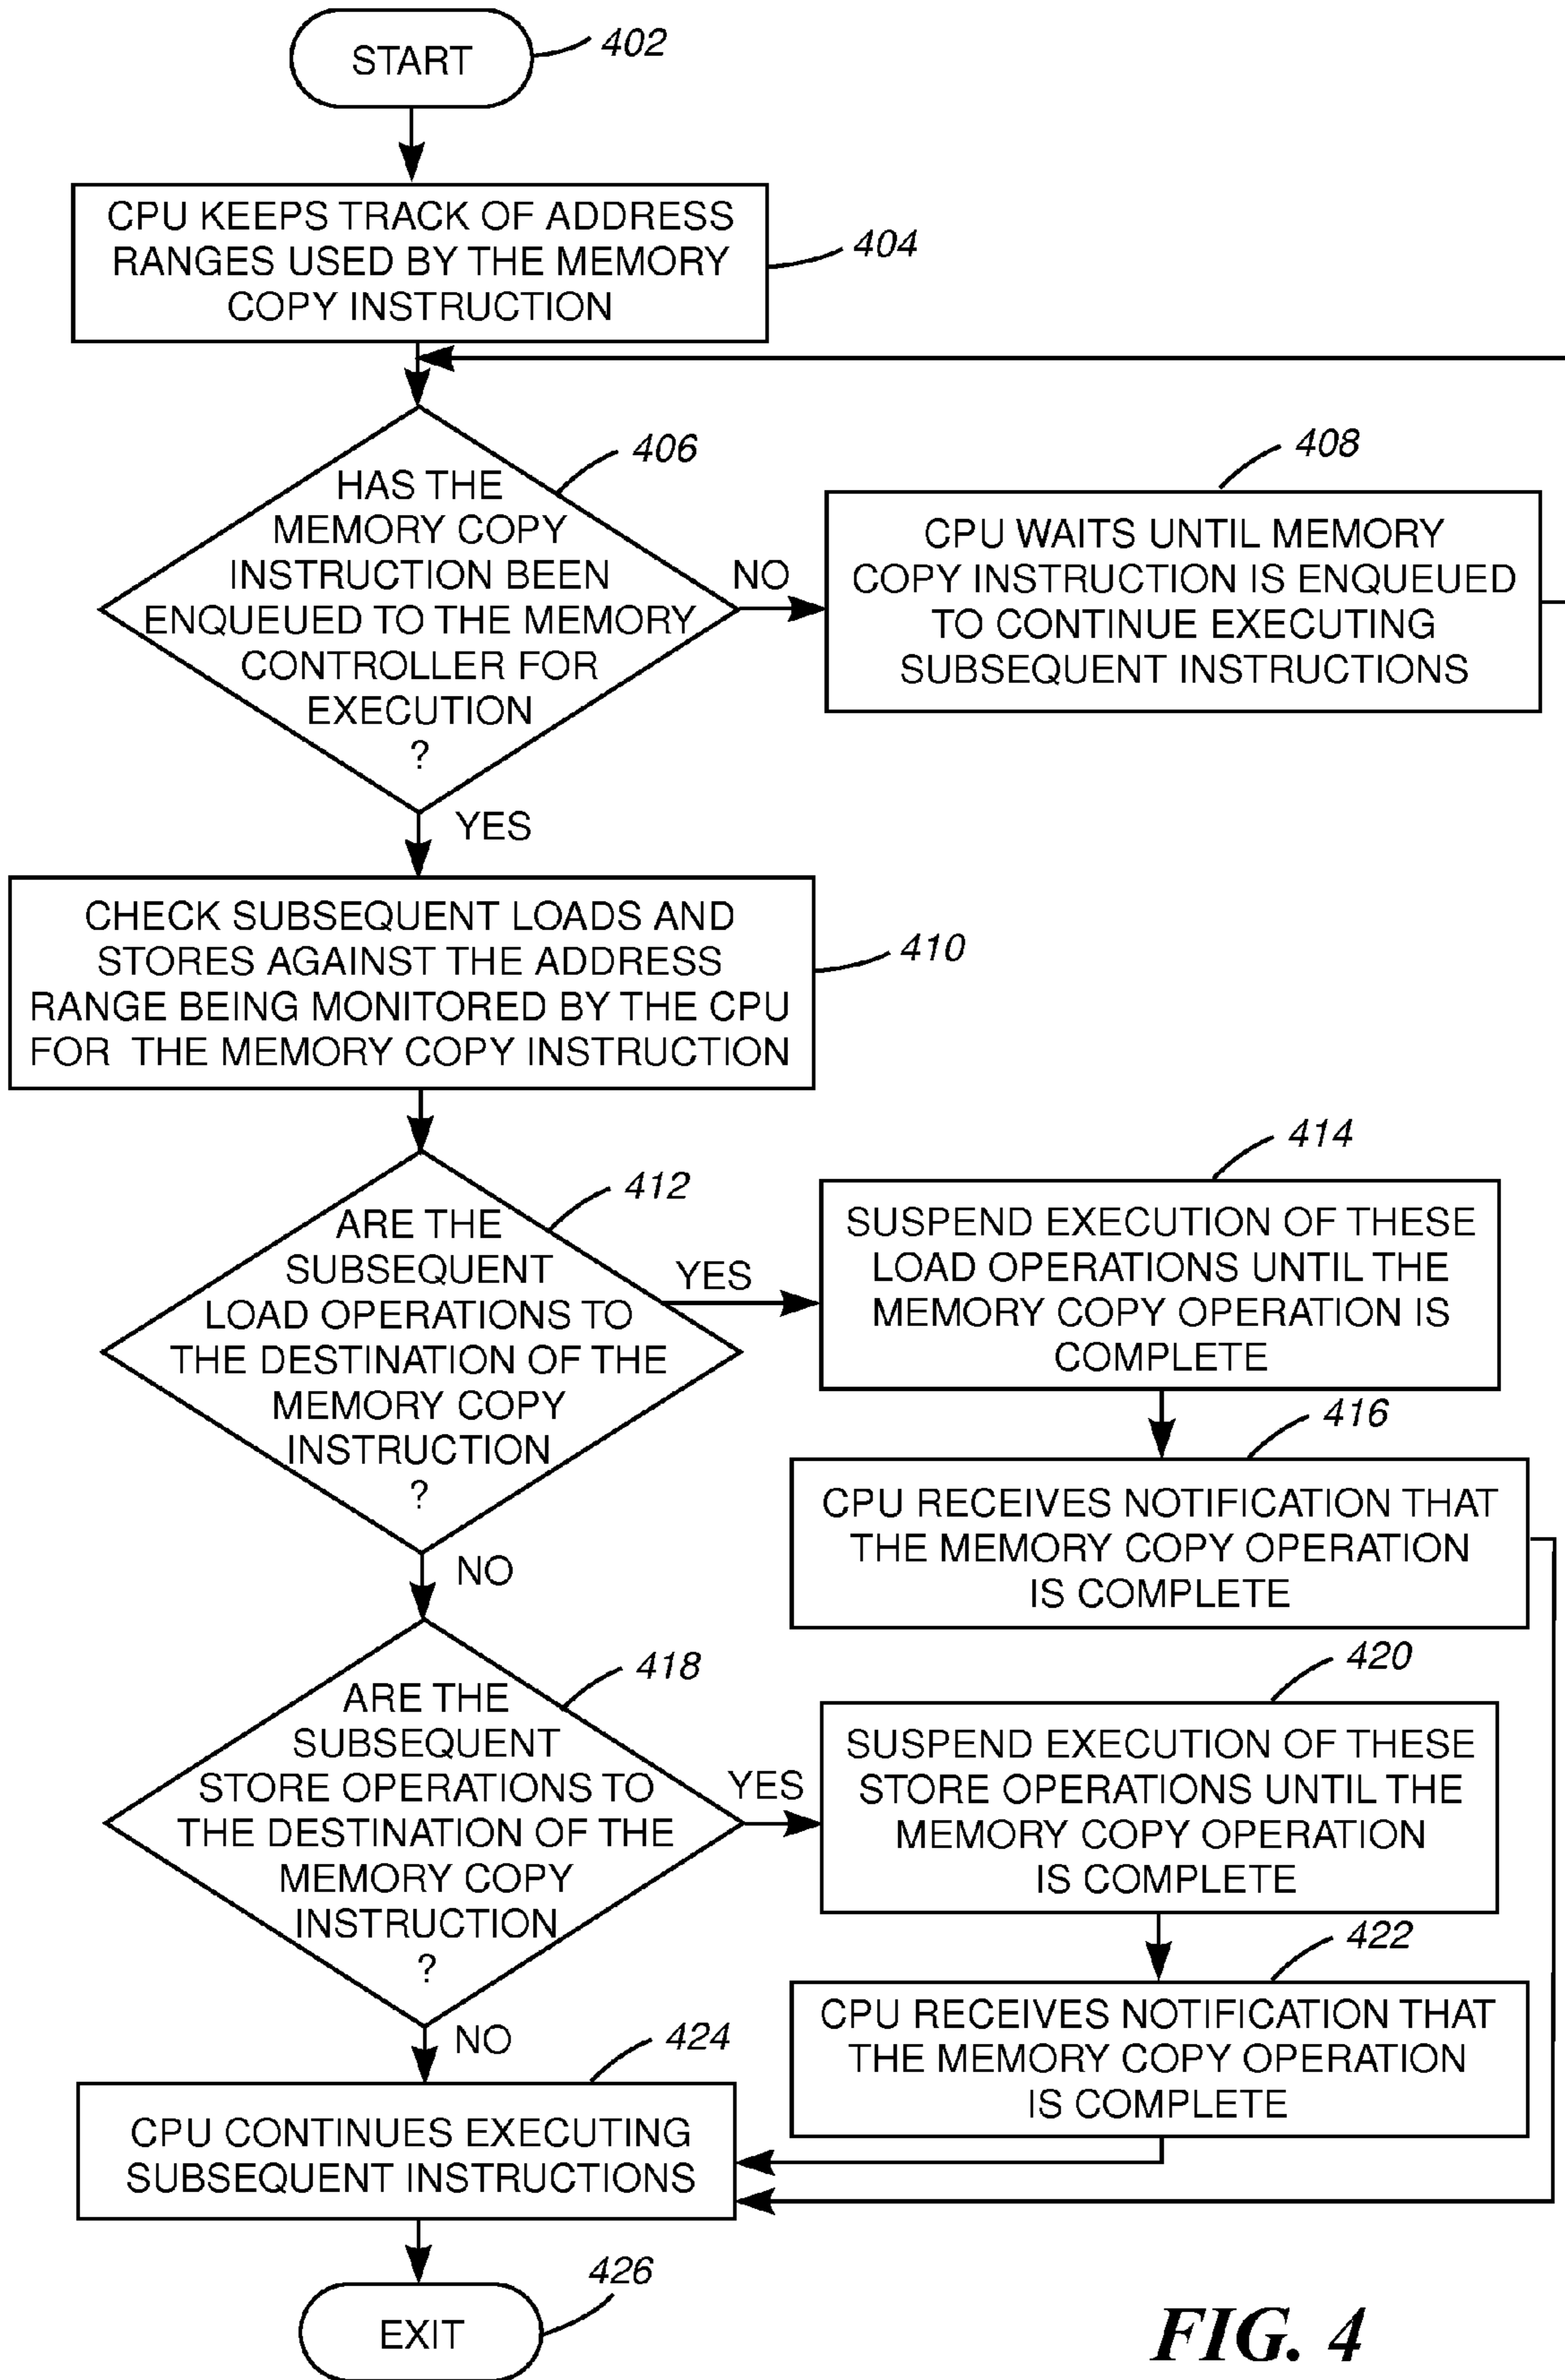 START
402
CPU KEEPS TRACK OF ADDRESS
RANGES USED BY THE MEMORY
COPY INSTRUCTION
404
HAS THE
MEMORY COPY
INSTRUCTION BEEN
ENQUEUED TO THE MEMORY
CONTROLLER FOR
EXECUTION
?
406
NO
408
CPU WAITS UNTIL MEMORY
COPY INSTRUCTION IS ENQUEUED
TO CONTINUE EXECUTING
SUBSEQUENT INSTRUCTIONS
YES
CHECK SUBSEQUENT LOADS AND
STORES AGAINST THE ADDRESS
RANGE BEING MONITORED BY THE CPU
FOR THE MEMORY COPY INSTRUCTION
410
ARE THE
SUBSEQUENT
LOAD OPERATIONS TO
THE DESTINATION OF THE
MEMORY COPY
INSTRUCTION
?
412
YES
414
SUSPEND EXECUTION OF THESE
LOAD OPERATIONS UNTIL THE
MEMORY COPY OPERATION IS
COMPLETE
416
CPU RECEIVES NOTIFICATION THAT
THE MEMORY COPY OPERATION
IS COMPLETE
NO
ARE THE
SUBSEQUENT
STORE OPERATIONS TO
THE DESTINATION OF THE
MEMORY COPY
INSTRUCTION
?
418
YES
420
SUSPEND EXECUTION OF THESE
STORE OPERATIONS UNTIL THE
MEMORY COPY OPERATION
IS COMPLETE
422
CPU RECEIVES NOTIFICATION THAT
THE MEMORY COPY OPERATION
IS COMPLETE
NO
424
CPU CONTINUES EXECUTING
SUBSEQUENT INSTRUCTIONS
426
EXIT
FIG. 4